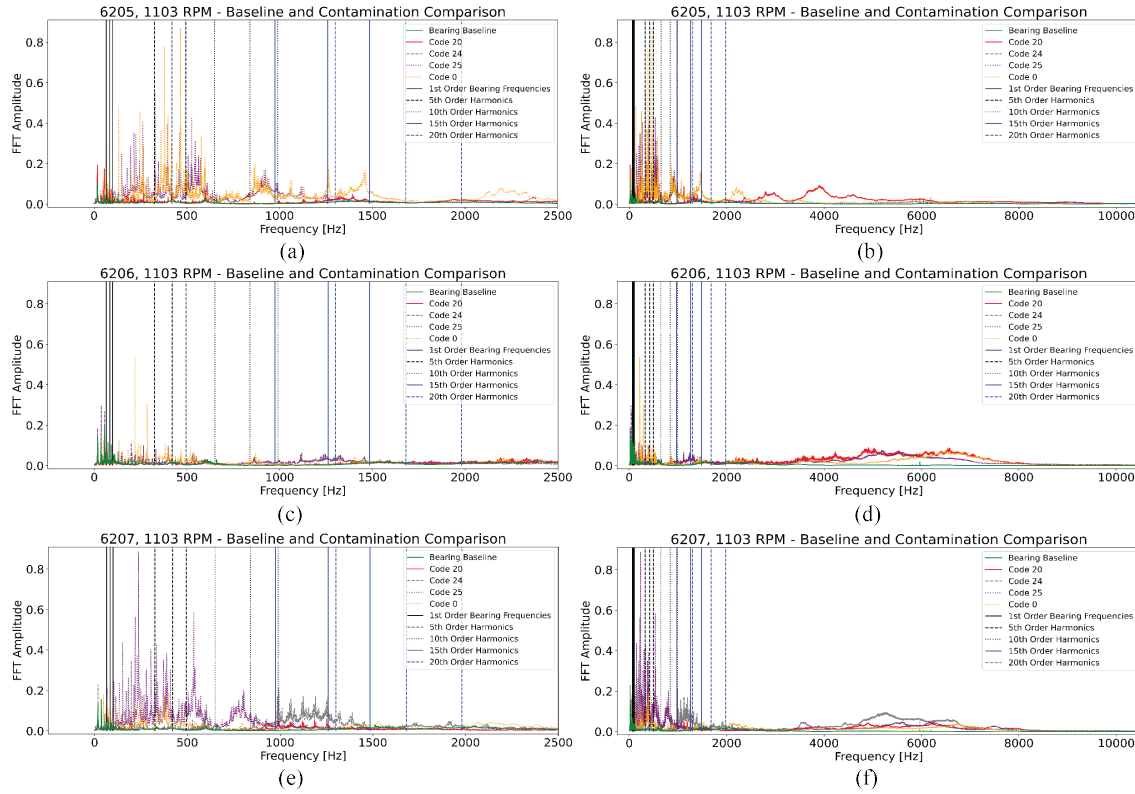 6205, 1103 RPM - Baseline and Contamination Comparison
FFT Amplitude
0.8
0.6
0.4
0.2
0.0
Bearing Baseline
Code 20
Code 24
Code 25
Code 0
1st Order Bearing Frequencies
5th Order Harmonics
10th Order Harmonics
15th Order Harmonics
20th Order Harmonics
0 500 1000 1500 2000 2500
Frequency [Hz]
(a)
6205, 1103 RPM - Baseline and Contamination Comparison
FFT Amplitude
0.8
0.6
0.4
0.2
0.0
Bearing Baseline
Code 20
Code 24
Code 25
Code 0
1st Order Bearing Frequencies
5th Order Harmonics
10th Order Harmonics
15th Order Harmonics
20th Order Harmonics
0 2000 4000 6000 8000 10000
Frequency [Hz]
(b)
6206, 1103 RPM - Baseline and Contamination Comparison
FFT Amplitude
0.8
0.6
0.4
0.2
0.0
Bearing Baseline
Code 20
Code 24
Code 25
Code 0
1st Order Bearing Frequencies
5th Order Harmonics
10th Order Harmonics
15th Order Harmonics
20th Order Harmonics
0 500 1000 1500 2000 2500
Frequency [Hz]
(c)
6206, 1103 RPM - Baseline and Contamination Comparison
FFT Amplitude
0.8
0.6
0.4
0.2
0.0
Bearing Baseline
Code 20
Code 24
Code 25
Code 0
1st Order Bearing Frequencies
5th Order Harmonics
10th Order Harmonics
15th Order Harmonics
20th Order Harmonics
0 2000 4000 6000 8000 10000
Frequency [Hz]
(d)
6207, 1103 RPM - Baseline and Contamination Comparison
FFT Amplitude
0.8
0.6
0.4
0.2
0.0
Bearing Baseline
Code 20
Code 24
Code 25
Code 0
1st Order Bearing Frequencies
5th Order Harmonics
10th Order Harmonics
15th Order Harmonics
20th Order Harmonics
0 500 1000 1500 2000 2500
Frequency [Hz]
(e)
6207, 1103 RPM - Baseline and Contamination Comparison
FFT Amplitude
0.8
0.6
0.4
0.2
0.0
Bearing Baseline
Code 20
Code 24
Code 25
Code 0
1st Order Bearing Frequencies
5th Order Harmonics
10th Order Harmonics
15th Order Harmonics
20th Order Harmonics
0 2000 4000 6000 8000 10000
Frequency [Hz]
(f)